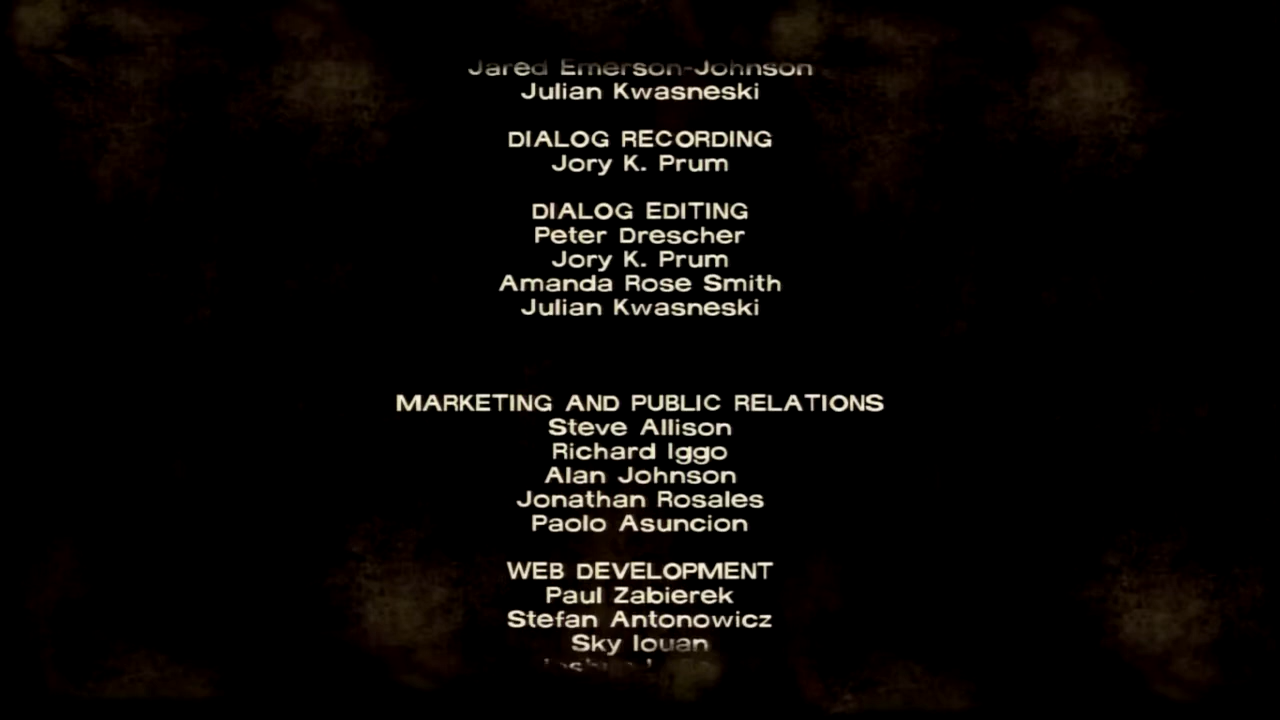 Jared Emerson-Johnson
Julian Kwasneski
DIALOG RECORDING
Jory K. Prum
DIALOG EDITING
Peter Drescher
Jory K. Prum
Amanda Rose Smith
Julian Kwasneski
MARKETING AND PUBLIC RELATIONS
Steve Allison
Richard Iggo
Alan Johnson
Jonathan Rosales
Paolo Asuncion
WEB DEVELOPMENT
Paul Zabierek
Stefan Antonowicz
Sky Iouan